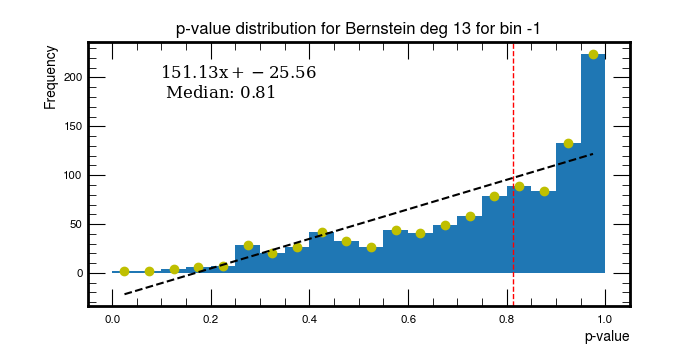 p-value distribution for Bernstein deg 13 for bin -1
Frequency
151.13x + −25.56
Median: 0.81
200
150
100
50
0
0.0 0.2 0.4 0.6 0.8 1.0
p-value